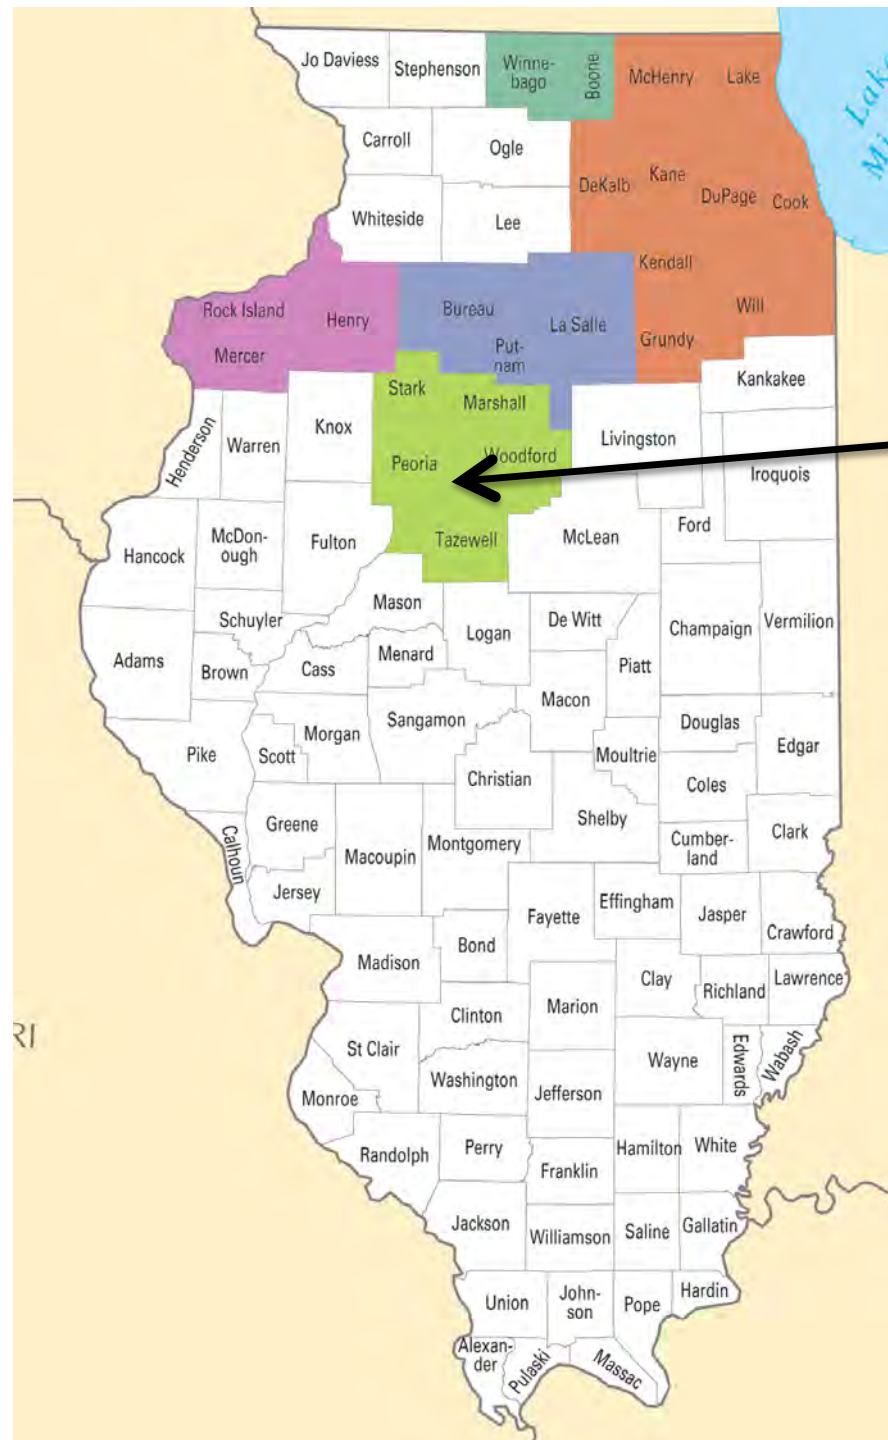 Jo Daviess
Stephenson
Winne-
bago
Boone
McHenry
Lake
Lake
Mi
Carroll
Ogle
DeKalb
Kane
DuPage
Cook
Whiteside
Lee
Kendall
Rock Island
Henry
Bureau
La Salle
Will
Mercer
Put-
nam
Grundy
Kankakee
Stark
Marshall
Henderson
Warren
Knox
Peoria
Woodford
Livingston
Iroquois
Hancock
McDon-
ough
Fulton
Tazewell
McLean
Ford
Schuyler
Mason
Logan
De Witt
Champaign
Vermilion
Adams
Brown
Cass
Menard
Piatt
Macon
Pike
Scott
Morgan
Sangamon
Douglas
Edgar
Christian
Moultrie
Coles
Calhoun
Greene
Macoupin
Montgomery
Shelby
Cumber-
land
Clark
Jersey
Fayette
Effingham
Jasper
Crawford
Madison
Bond
Clay
Richland
Lawrence
RI
St Clair
Clinton
Marion
Wayne
Edwards
Wabash
Monroe
Washington
Jefferson
Randolph
Perry
Franklin
Hamilton
White
Jackson
Williamson
Saline
Gallatin
Union
John-
son
Pope
Hardin
Alexan-
der
Pulaski
Massac